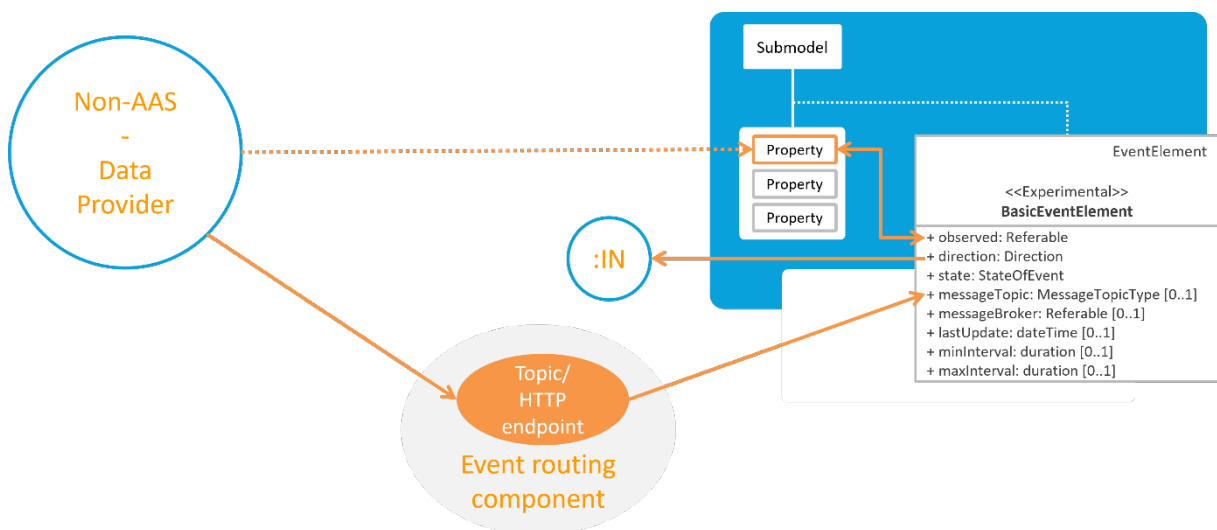 Non-AAS
-
Data
Provider
Submodel
Property
Property
Property
EventElement
<<Experimental>>
BasicEventElement
+ observed: Referable
+ direction: Direction
+ state: StateOfEvent
+ messageTopic: MessageTopicType [0..1]
+ messageBroker: Referable [0..1]
+ lastUpdate: dateTime [0..1]
+ minInterval: duration [0..1]
+ maxInterval: duration [0..1]
:IN
Topic/
HTTP
endpoint
Event routing
component